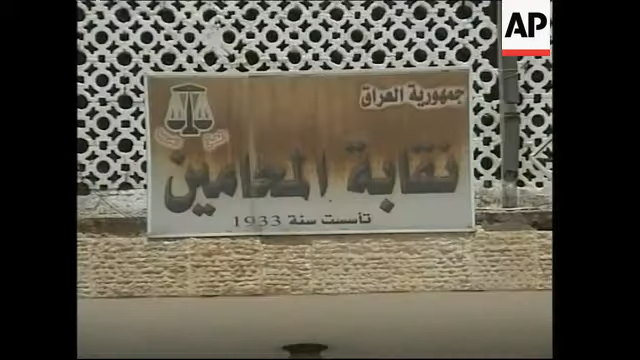 AP
جمهورية العراق
نقابة المحامين
تأسست سنة 1933